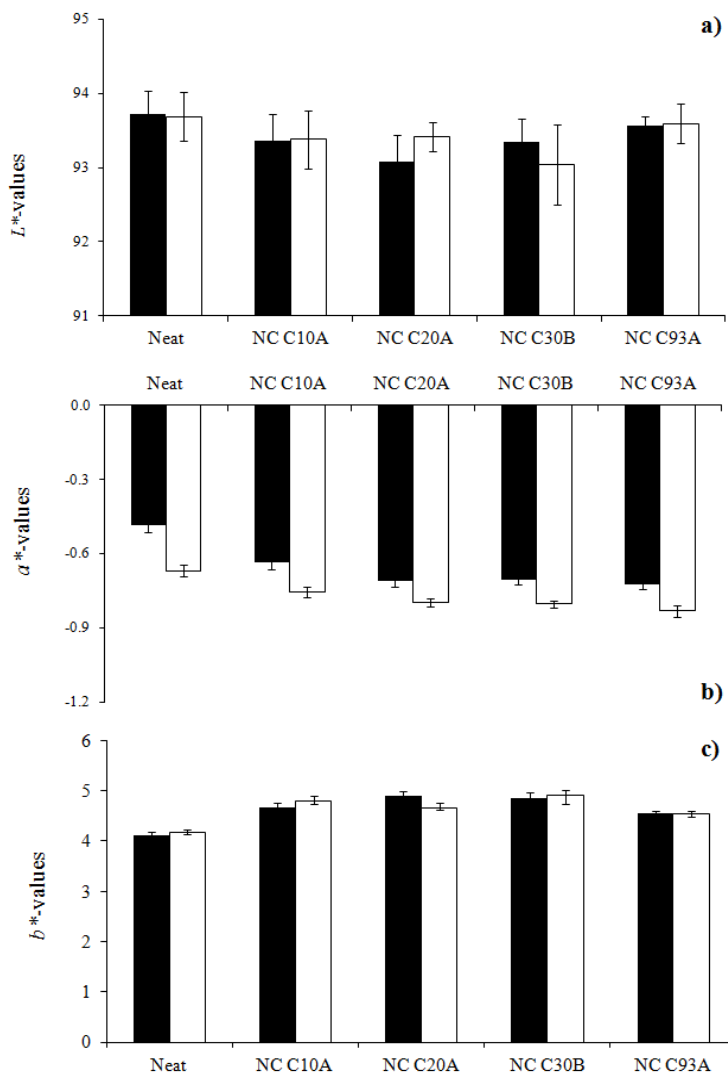 a)
L*-values
95
94
93
92
91
Neat NC C10A NC C20A NC C30B NC C93A
Neat NC C10A NC C20A NC C30B NC C93A
a*-values
0.0
-0.3
-0.6
-0.9
-1.2
b)
c)
b*-values
6
5
4
3
2
1
0
Neat NC C10A NC C20A NC C30B NC C93A